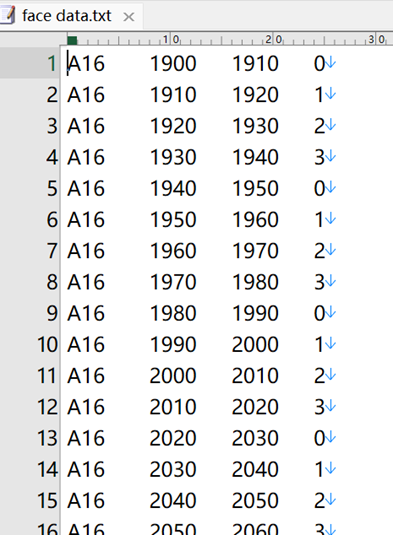 face data.txt ×
10 20 30
1 A16 1900 1910 0↓
2 A16 1910 1920 1↓
3 A16 1920 1930 2↓
4 A16 1930 1940 3↓
5 A16 1940 1950 0↓
6 A16 1950 1960 1↓
7 A16 1960 1970 2↓
8 A16 1970 1980 3↓
9 A16 1980 1990 0↓
10 A16 1990 2000 1↓
11 A16 2000 2010 2↓
12 A16 2010 2020 3↓
13 A16 2020 2030 0↓
14 A16 2030 2040 1↓
15 A16 2040 2050 2↓
16 A16 2050 2060 3↓